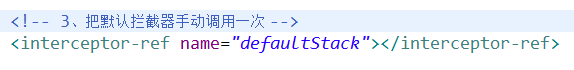 <!-- 3、把默认拦截器手动调用一次 -->
<interceptor-ref name="defaultStack"></interceptor-ref>